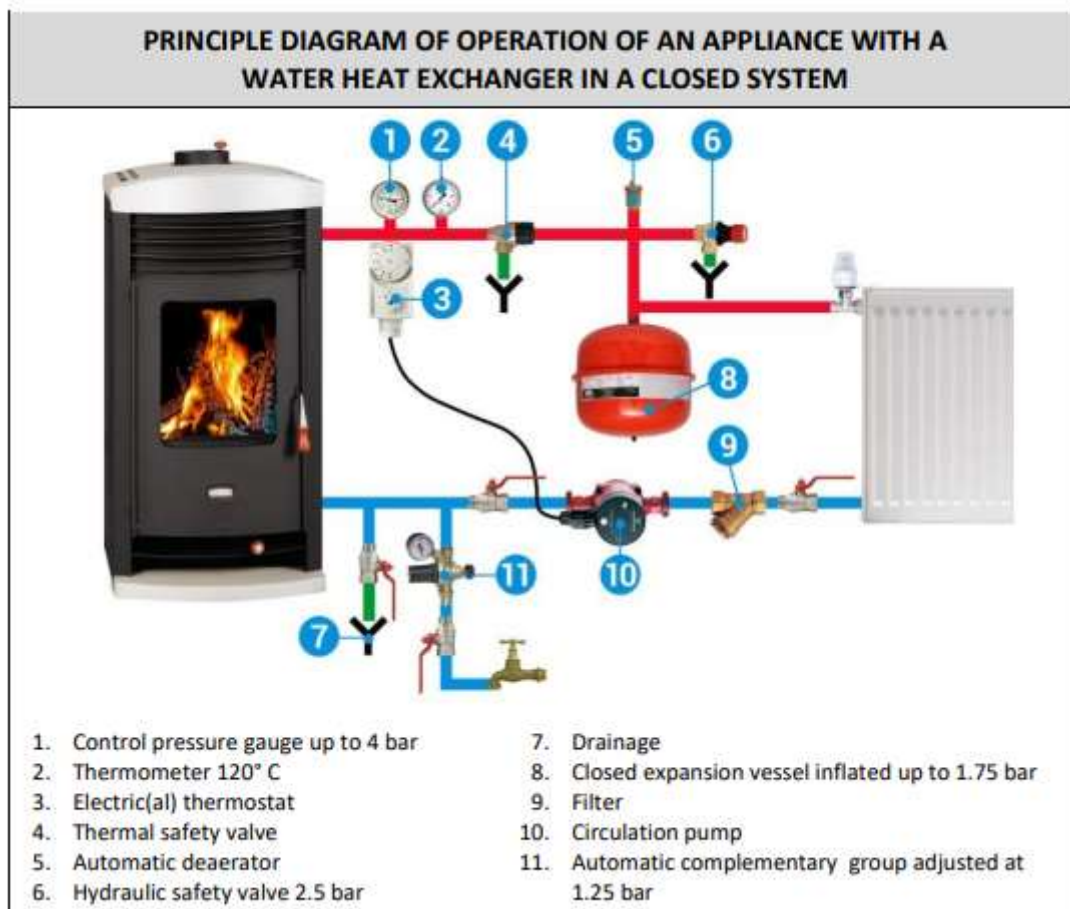 PRINCIPLE DIAGRAM OF OPERATION OF AN APPLIANCE WITH A
WATER HEAT EXCHANGER IN A CLOSED SYSTEM
1
2
4
5
6
3
8
9
11
10
7
1. Control pressure gauge up to 4 bar
2. Thermometer 120° C
3. Electric(al) thermostat
4. Thermal safety valve
5. Automatic deaerator
6. Hydraulic safety valve 2.5 bar
7. Drainage
8. Closed expansion vessel inflated up to 1.75 bar
9. Filter
10. Circulation pump
11. Automatic complementary group adjusted at
1.25 bar